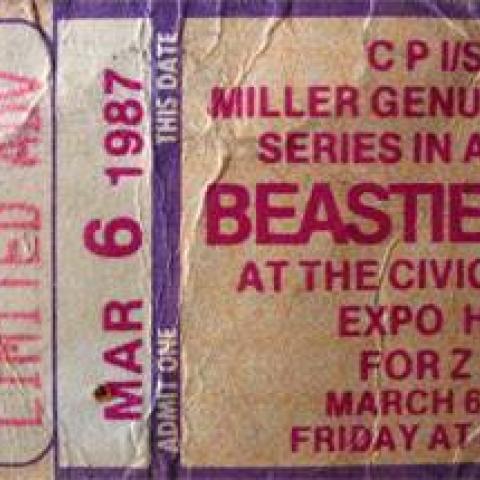 LIMITED ADV
MAR 6 1987
ADMIT ONE THIS DATE
C P I/S
MILLER GENU
SERIES IN A
BEASTIE
AT THE CIVIC
EXPO H
FOR Z
MARCH 6
FRIDAY AT